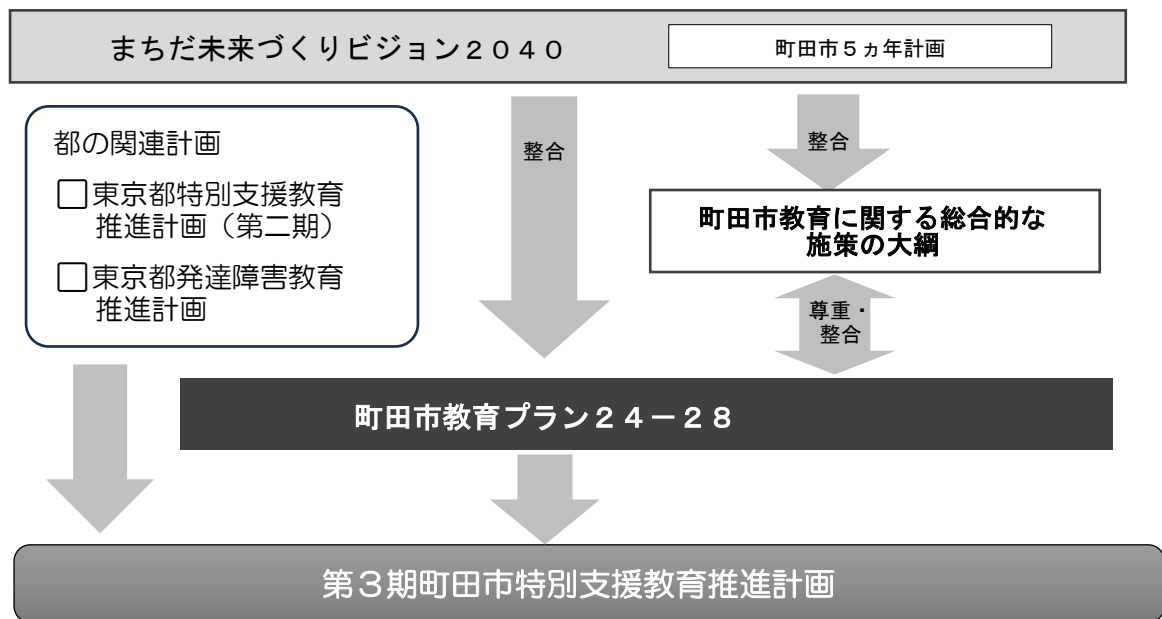 まちだ未来づくりビジョン２０４０
町田市５ヵ年計画
都の関連計画
□東京都特別支援教育
推進計画（第二期）
□東京都発達障害教育
推進計画
整合
整合
町田市教育に関する総合的な
施策の大綱
尊重・
整合
町田市教育プラン２４－２８
第３期町田市特別支援教育推進計画